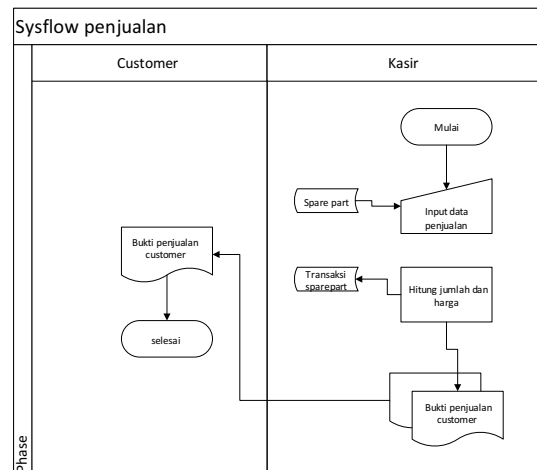 Sysflow penjualan
Customer
Kasir
Mulai
Spare part
Input data
penjualan
Bukti penjualan
customer
Transaksi
sparepart
Hitung jumlah dan
harga
selesai
Bukti penjualan
customer
Phase